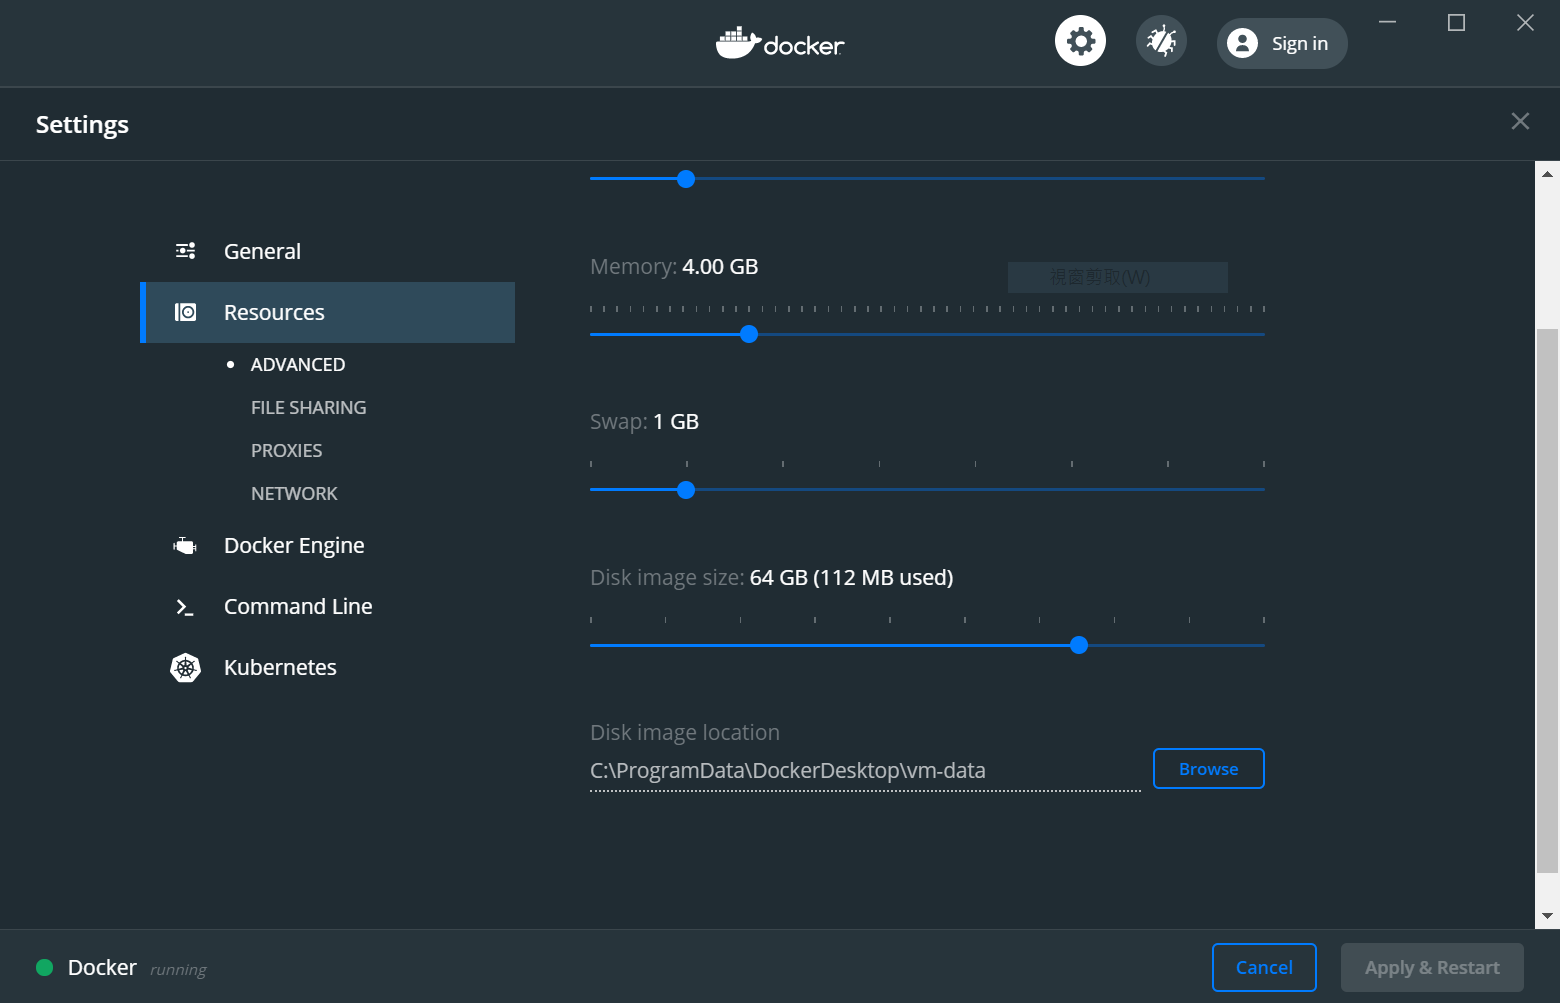 docker
Sign in
Settings
General
Resources
ADVANCED
FILE SHARING
PROXIES
NETWORK
Docker Engine
Command Line
Kubernetes
Memory: 4.00 GB
視窗剪取(W)
Swap: 1 GB
Disk image size: 64 GB (112 MB used)
Disk image location
C:\ProgramData\DockerDesktop\vm-data
Browse
Docker running
Cancel
Apply & Restart